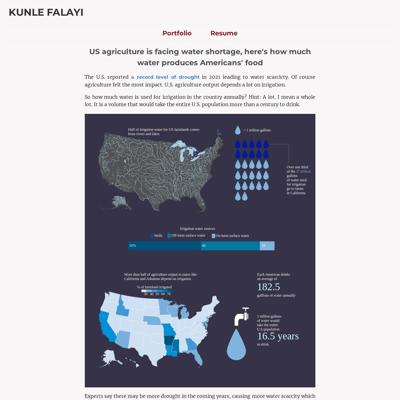 KUNLE FALAYI
Portfolio Resume
US agriculture is facing water shortage, here's how much
water produces Americans' food
The U.S. reported a record level of drought in 2021 leading to water scarcity. Of course
agriculture felt the most impact. U.S. agriculture output depends a lot on irrigation.
So how much water is used for irrigation in the country annually? Hint: A lot, I mean a whole
lot. It is a volume that would take the entire U.S. population more than a century to drink.
Half of irrigation water for US farmlands comes
from rivers and lakes
= 1 million gallons
Over one third
of the
gallons
of water used
for irrigation
go to farms
in California
Irrigation water sources
Wells Off-farm surface water On-farm surface water
50%
More than half of agriculture output in states like
California and Arkansas depend on irrigation
% of farmland irrigated
Each American drinks
an average of
182.5
gallons of water annually
1 million gallons
of water would
take the entire
U.S population
16.5 years
to drink
Experts say there may be more drought in the coming years, causing more water scarcity which